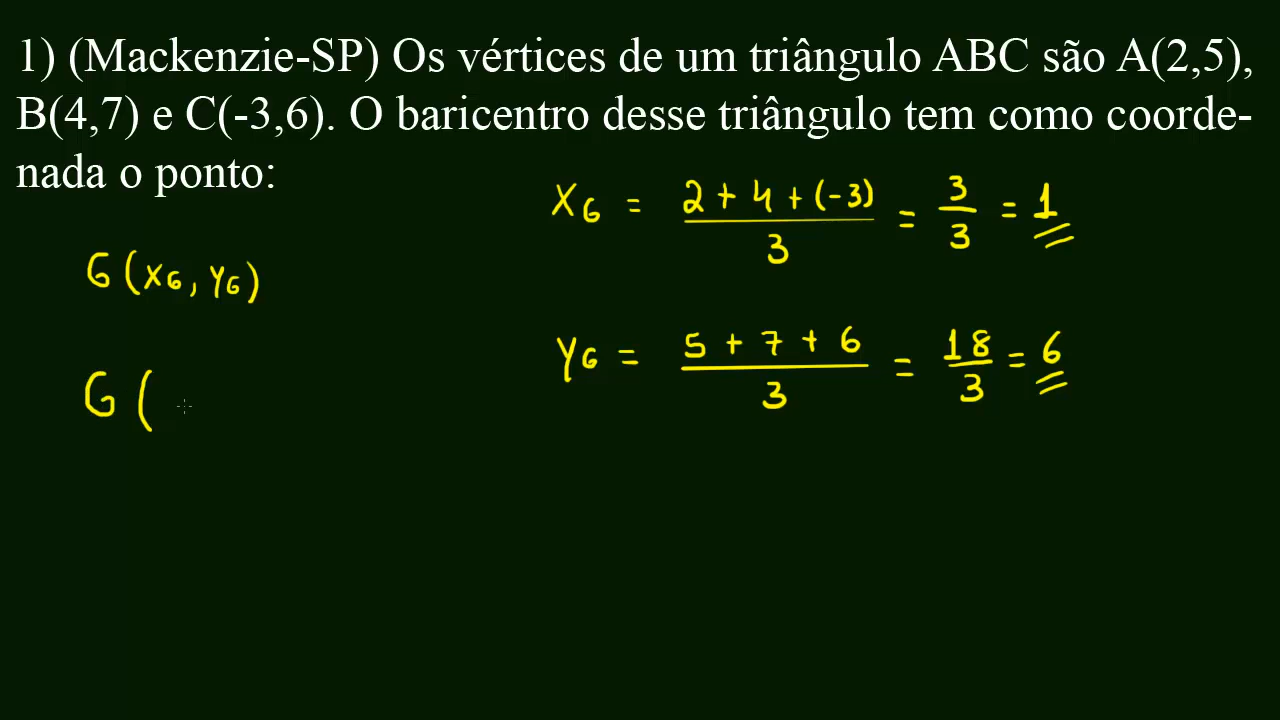 1) (Mackenzie-SP) Os vértices de um triângulo ABC são A(2,5),
B(4,7) e C(-3,6). O baricentro desse triângulo tem como coorde-
nada o ponto:
XG = 2 + 4 + (-3) / 3 = 3/3 = 1
G (XG, YG)
YG = 5 + 7 + 6 / 3 = 18/3 = 6
G (